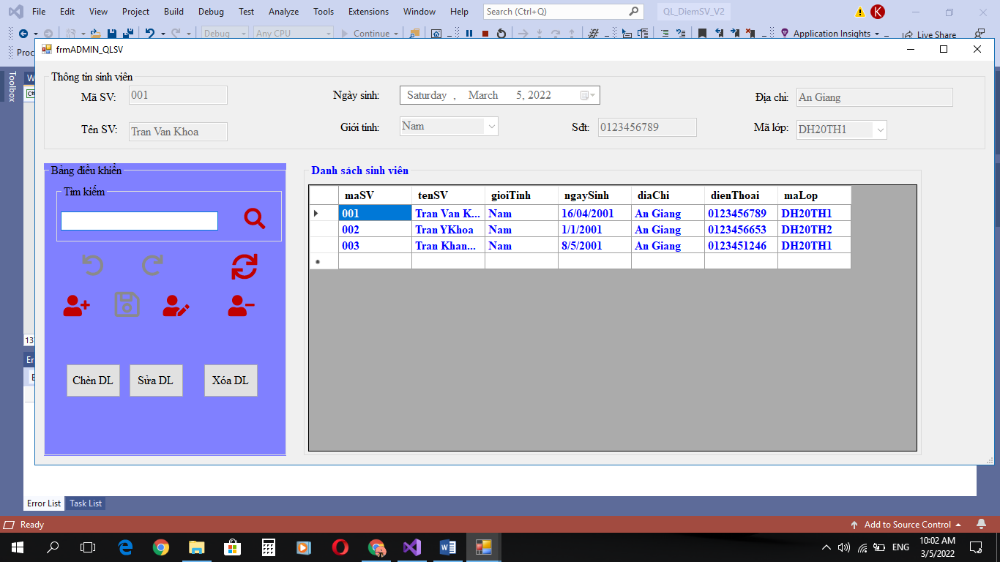 File Edit View Project Build Debug Test Analyze Tools Extensions Window Help Search (Ctrl+Q) QL_DiemSV_V2 K
Debug Any CPU Continue Application Insights Live Share
Proc
frmADMIN_QLSV
Toolbox
W
C#
Thông tin sinh viên
Mã SV: 001 Ngày sinh: Saturday , March 5, 2022 Địa chỉ: An Giang
Tên SV: Tran Van Khoa Giới tính: Nam Sđt: 0123456789 Mã lớp: DH20TH1
Bảng điều khiển
Tìm kiếm
Chèn DL Sửa DL Xóa DL
Danh sách sinh viên
maSV tenSV gioiTinh ngaySinh diaChi dienThoai maLop
001 Tran Van K... Nam 16/04/2001 An Giang 0123456789 DH20TH1
002 Tran YKhoa Nam 1/1/2001 An Giang 0123456653 DH20TH2
003 Tran Khan... Nam 8/5/2001 An Giang 0123451246 DH20TH1
Error List Task List
Ready Add to Source Control
ENG 10:02 AM
3/5/2022